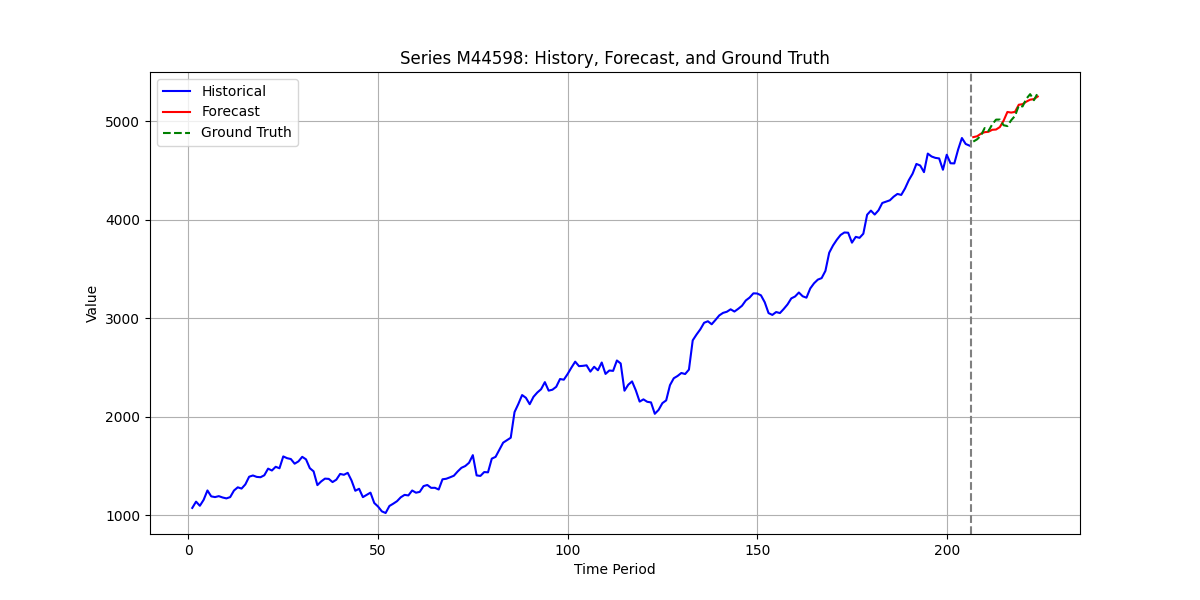 Series M44598: History, Forecast, and Ground Truth
Historical
Forecast
Ground Truth
Value
5000
4000
3000
2000
1000
0
50
100
150
200
Time Period